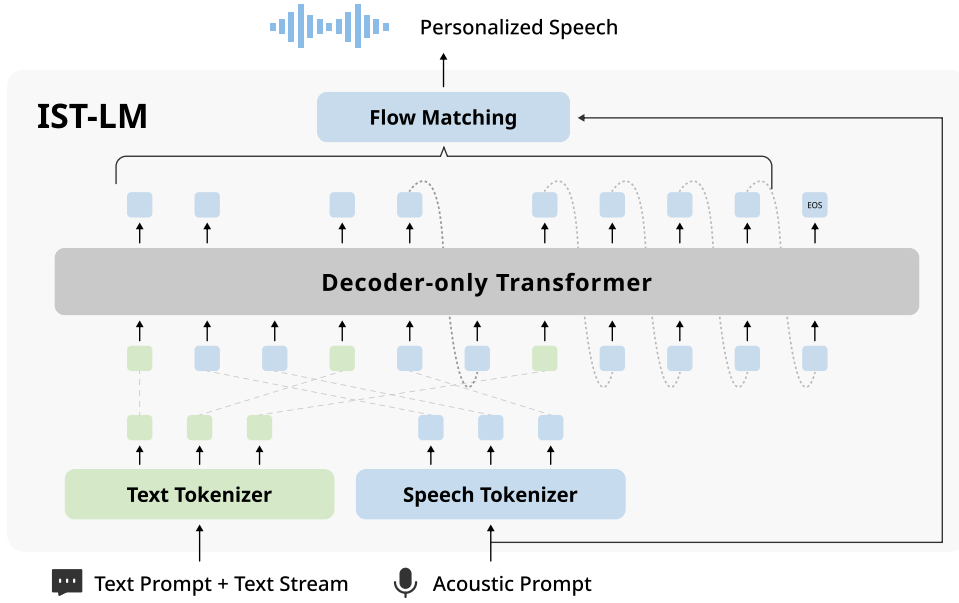 Personalized Speech
IST-LM
Flow Matching
EOS
Decoder-only Transformer
Text Tokenizer
Speech Tokenizer
Text Prompt + Text Stream
Acoustic Prompt